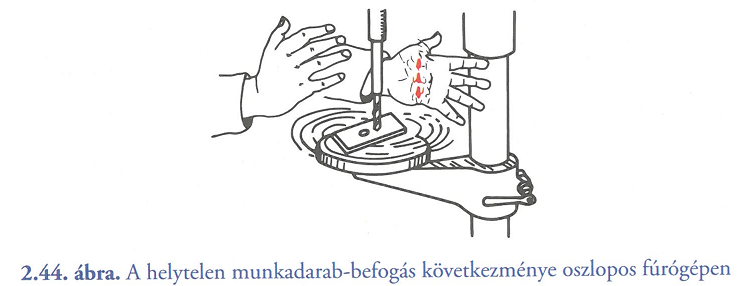 2.44. ábra. A helytelen munkadarab-befogás következménye oszlopos fúrógépen